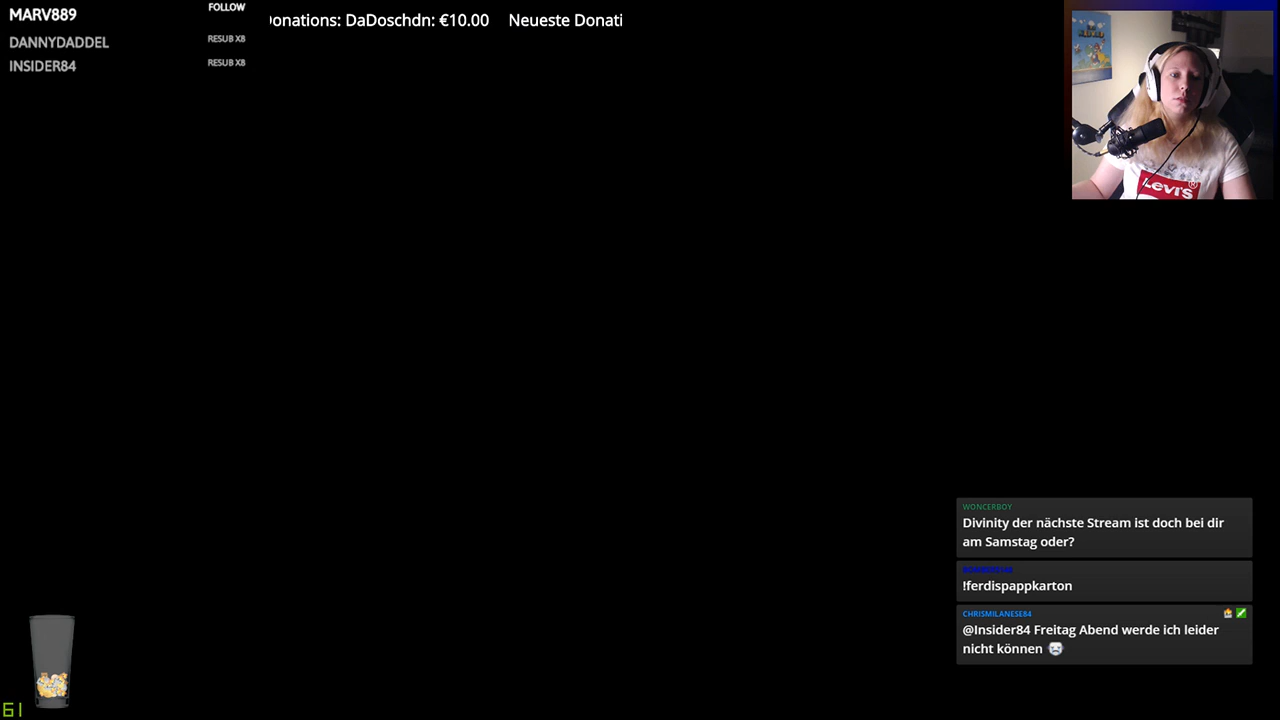 MARV889 FOLLOW
DANNYDADDEL RESUB X8
INSIDER84 RESUB X8
onations: DaDoschdn: €10.00 Neueste Donati
Levi's
WONCERBOY
Divinity der nächste Stream ist doch bei dir
am Samstag oder?
!ferdispappkarton
CHRISMILANESE84
@Insider84 Freitag Abend werde ich leider
nicht können
61